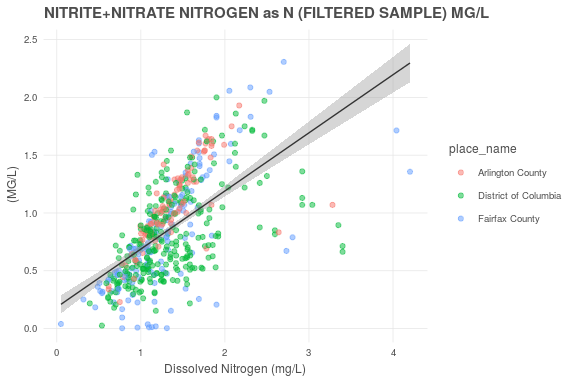 NITRITE+NITRATE NITROGEN as N (FILTERED SAMPLE) MG/L
2.5
2.0
1.5
1.0
0.5
0.0
(MG/L)
0 1 2 3 4
Dissolved Nitrogen (mg/L)
place_name
Arlington County
District of Columbia
Fairfax County